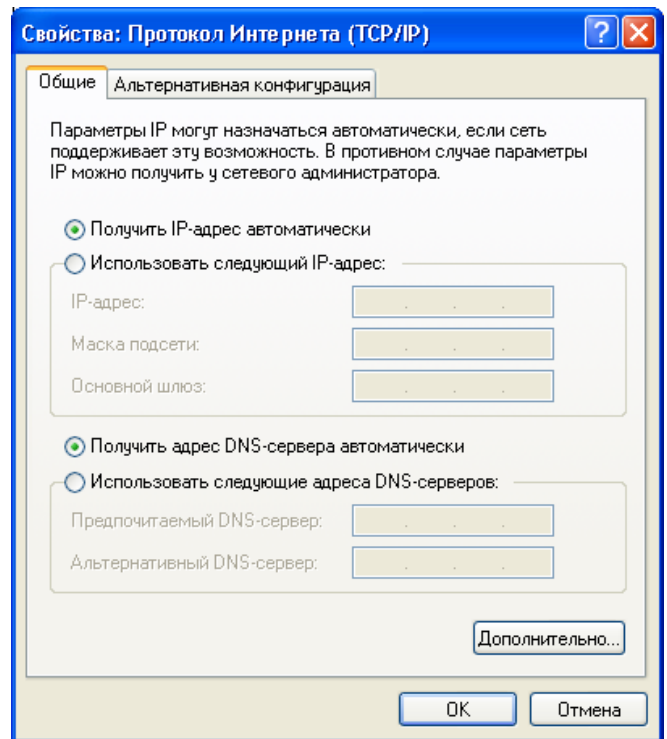 Свойства: Протокол Интернета (TCP/IP)
Общие
Альтернативная конфигурация
Параметры IP могут назначаться автоматически, если сеть
поддерживает эту возможность. В противном случае параметры
IP можно получить у сетевого администратора.
Получить IP-адрес автоматически
Использовать следующий IP-адрес:
IP-адрес:
Маска подсети:
Основной шлюз:
Получить адрес DNS-сервера автоматически
Использовать следующие адреса DNS-серверов:
Предпочитаемый DNS-сервер:
Альтернативный DNS-сервер:
Дополнительно...
OK
Отмена